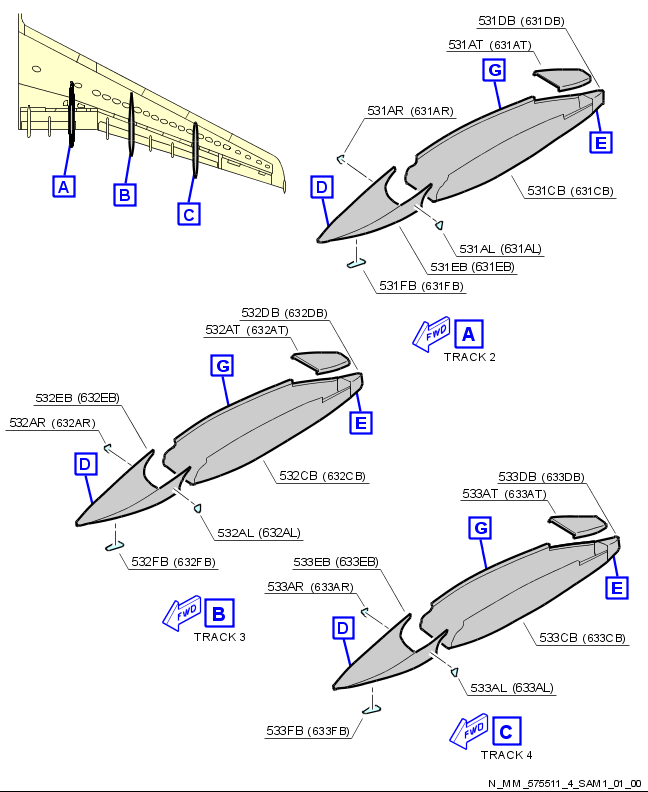 531DB (631DB)
531AT (631AT)
G
531AR (631AR)
E
A
B
C
D
531CB (631CB)
531AL (631AL)
531EB (631EB)
531FB (631FB)
FWD
A
TRACK 2
532DB (632DB)
532AT (632AT)
G
532EB (632EB)
532AR (632AR)
E
D
532CB (632CB)
532AL (632AL)
532FB (632FB)
FWD
B
TRACK 3
533DB (633DB)
533AT (633AT)
G
533EB (633EB)
533AR (633AR)
E
D
533CB (633CB)
533AL (633AL)
533FB (633FB)
FWD
C
TRACK 4
N_MM_575511_4_SAM1_01_00